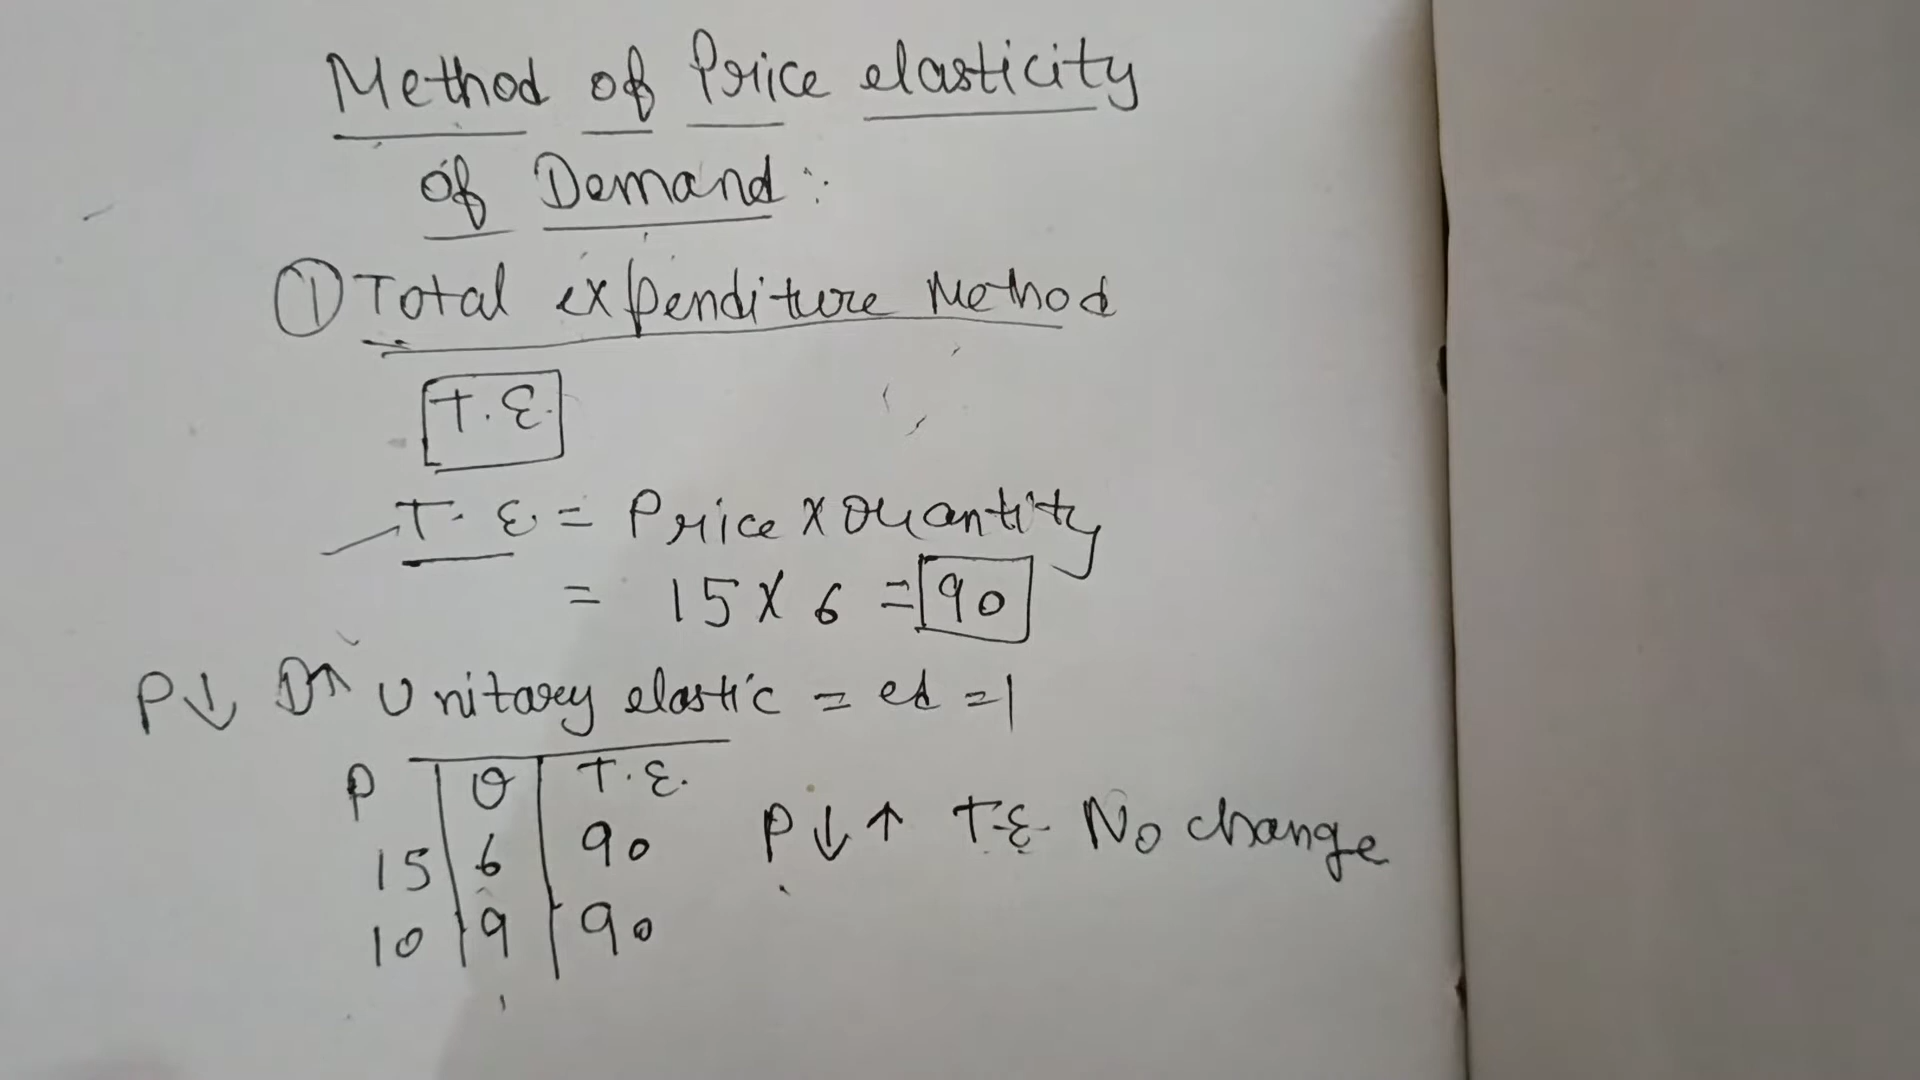 Method of Price elasticity
of Demand:
① Total expenditure Method
T.E.
T.E. = Price X Quantity
= 15 X 6 = 90
P↓ D↑ Unitary elastic = ed = 1
P Q T.E.
15 6 90 P↓↑ T.E. No change
10 9 90